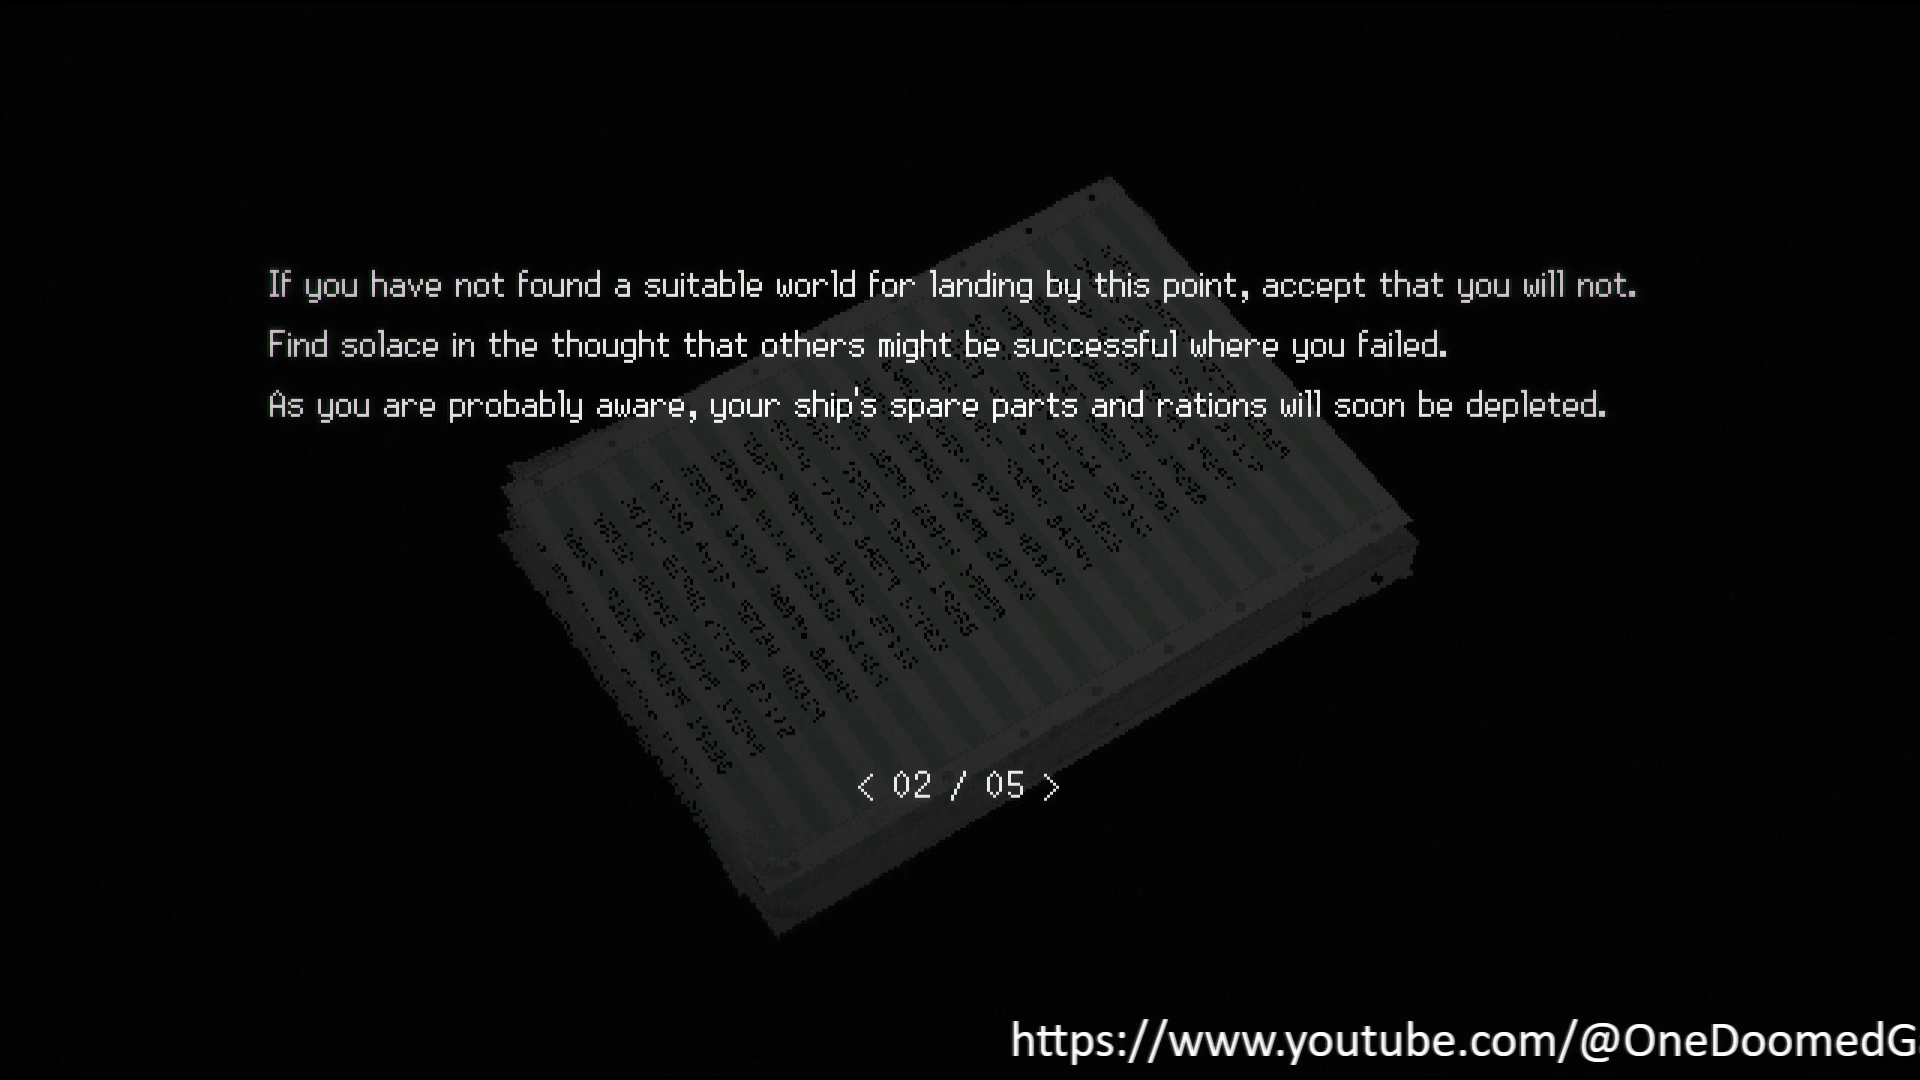 If you have not found a suitable world for landing by this point, accept that you will not.
Find solace in the thought that others might be successful where you failed.
As you are probably aware, your ship's spare parts and rations will soon be depleted.
< 02 / 05 >
https://www.youtube.com/@OneDoomedG